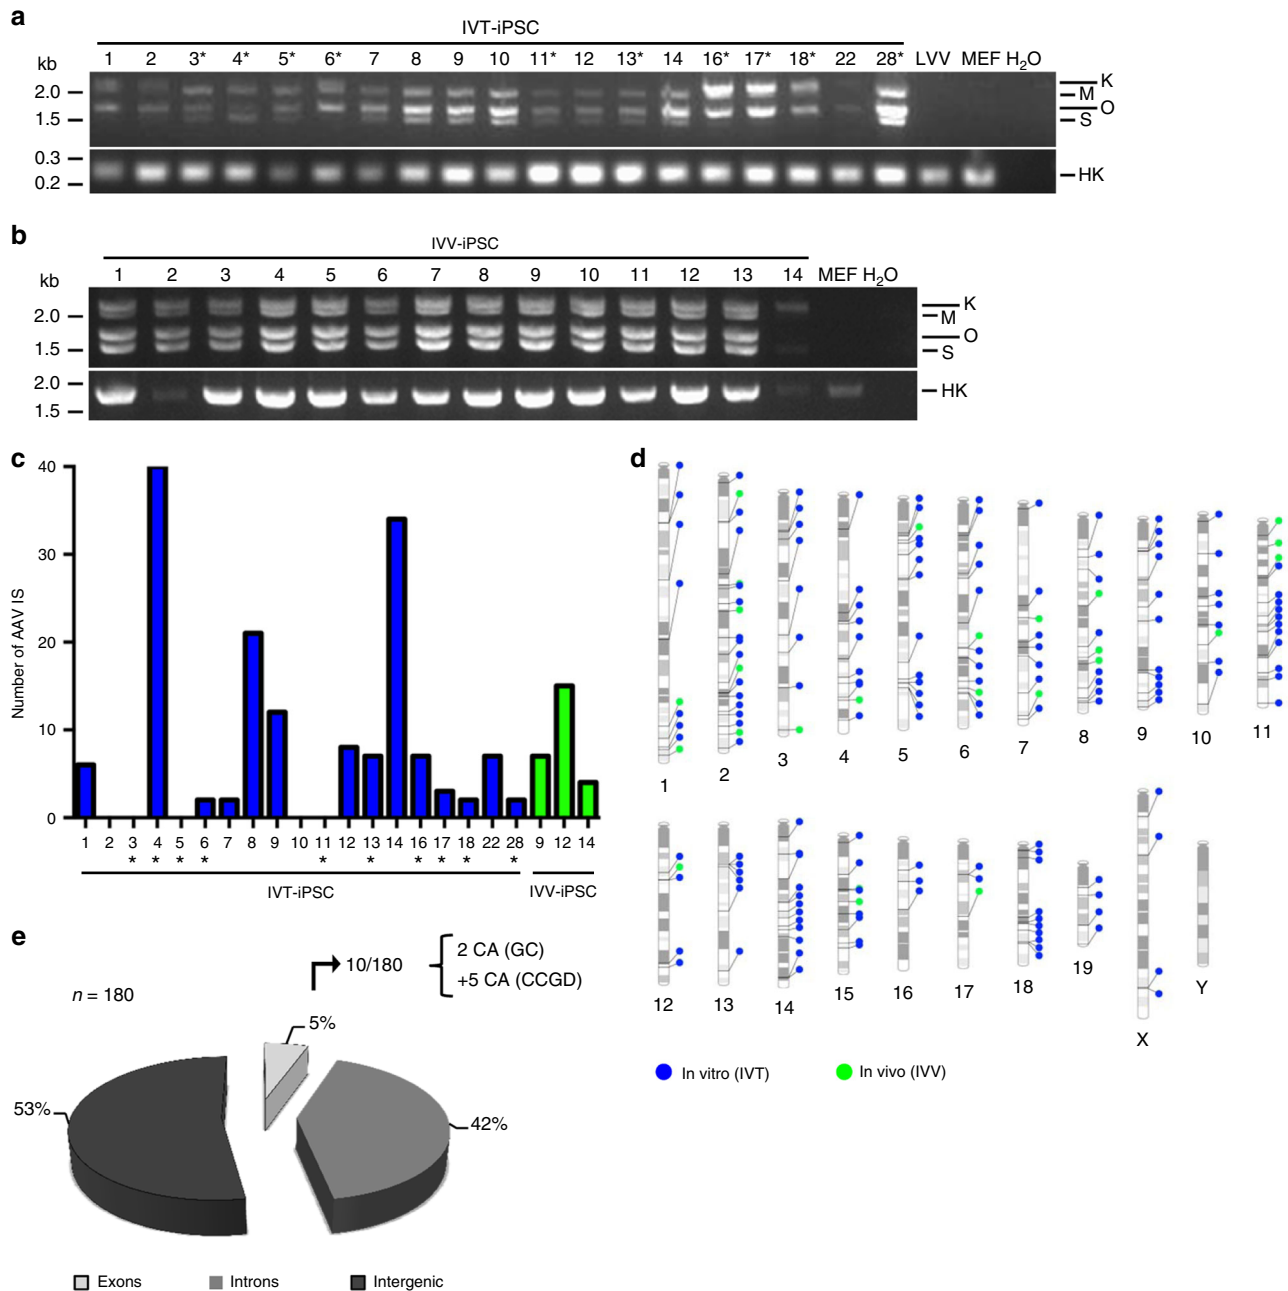 a
IVT-iPSC
kb 1 2 3* 4* 5* 6* 7 8 9 10 11* 12 13* 14 16* 17* 18* 22 28* LVV MEF H₂O
2.0
1.5
K
M
O
S
0.3
0.2
HK
b
IVV-iPSC
kb 1 2 3 4 5 6 7 8 9 10 11 12 13 14 MEF H₂O
2.0
1.5
K
M
O
S
2.0
1.5
HK
c
Number of AAV IS
40
30
20
10
0
1 2 3 4 5 6 7 8 9 10 11 12 13 14 16 17 18 22 28 9 12 14
* * * * * * * * * *
IVT-iPSC IVV-iPSC
d
1 2 3 4 5 6 7 8 9 10 11
12 13 14 15 16 17 18 19 X Y
In vitro (IVT) In vivo (IVV)
e
n = 180
10/180
2 CA (GC)
+5 CA (CCGD)
5%
53%
42%
Exons Introns Intergenic